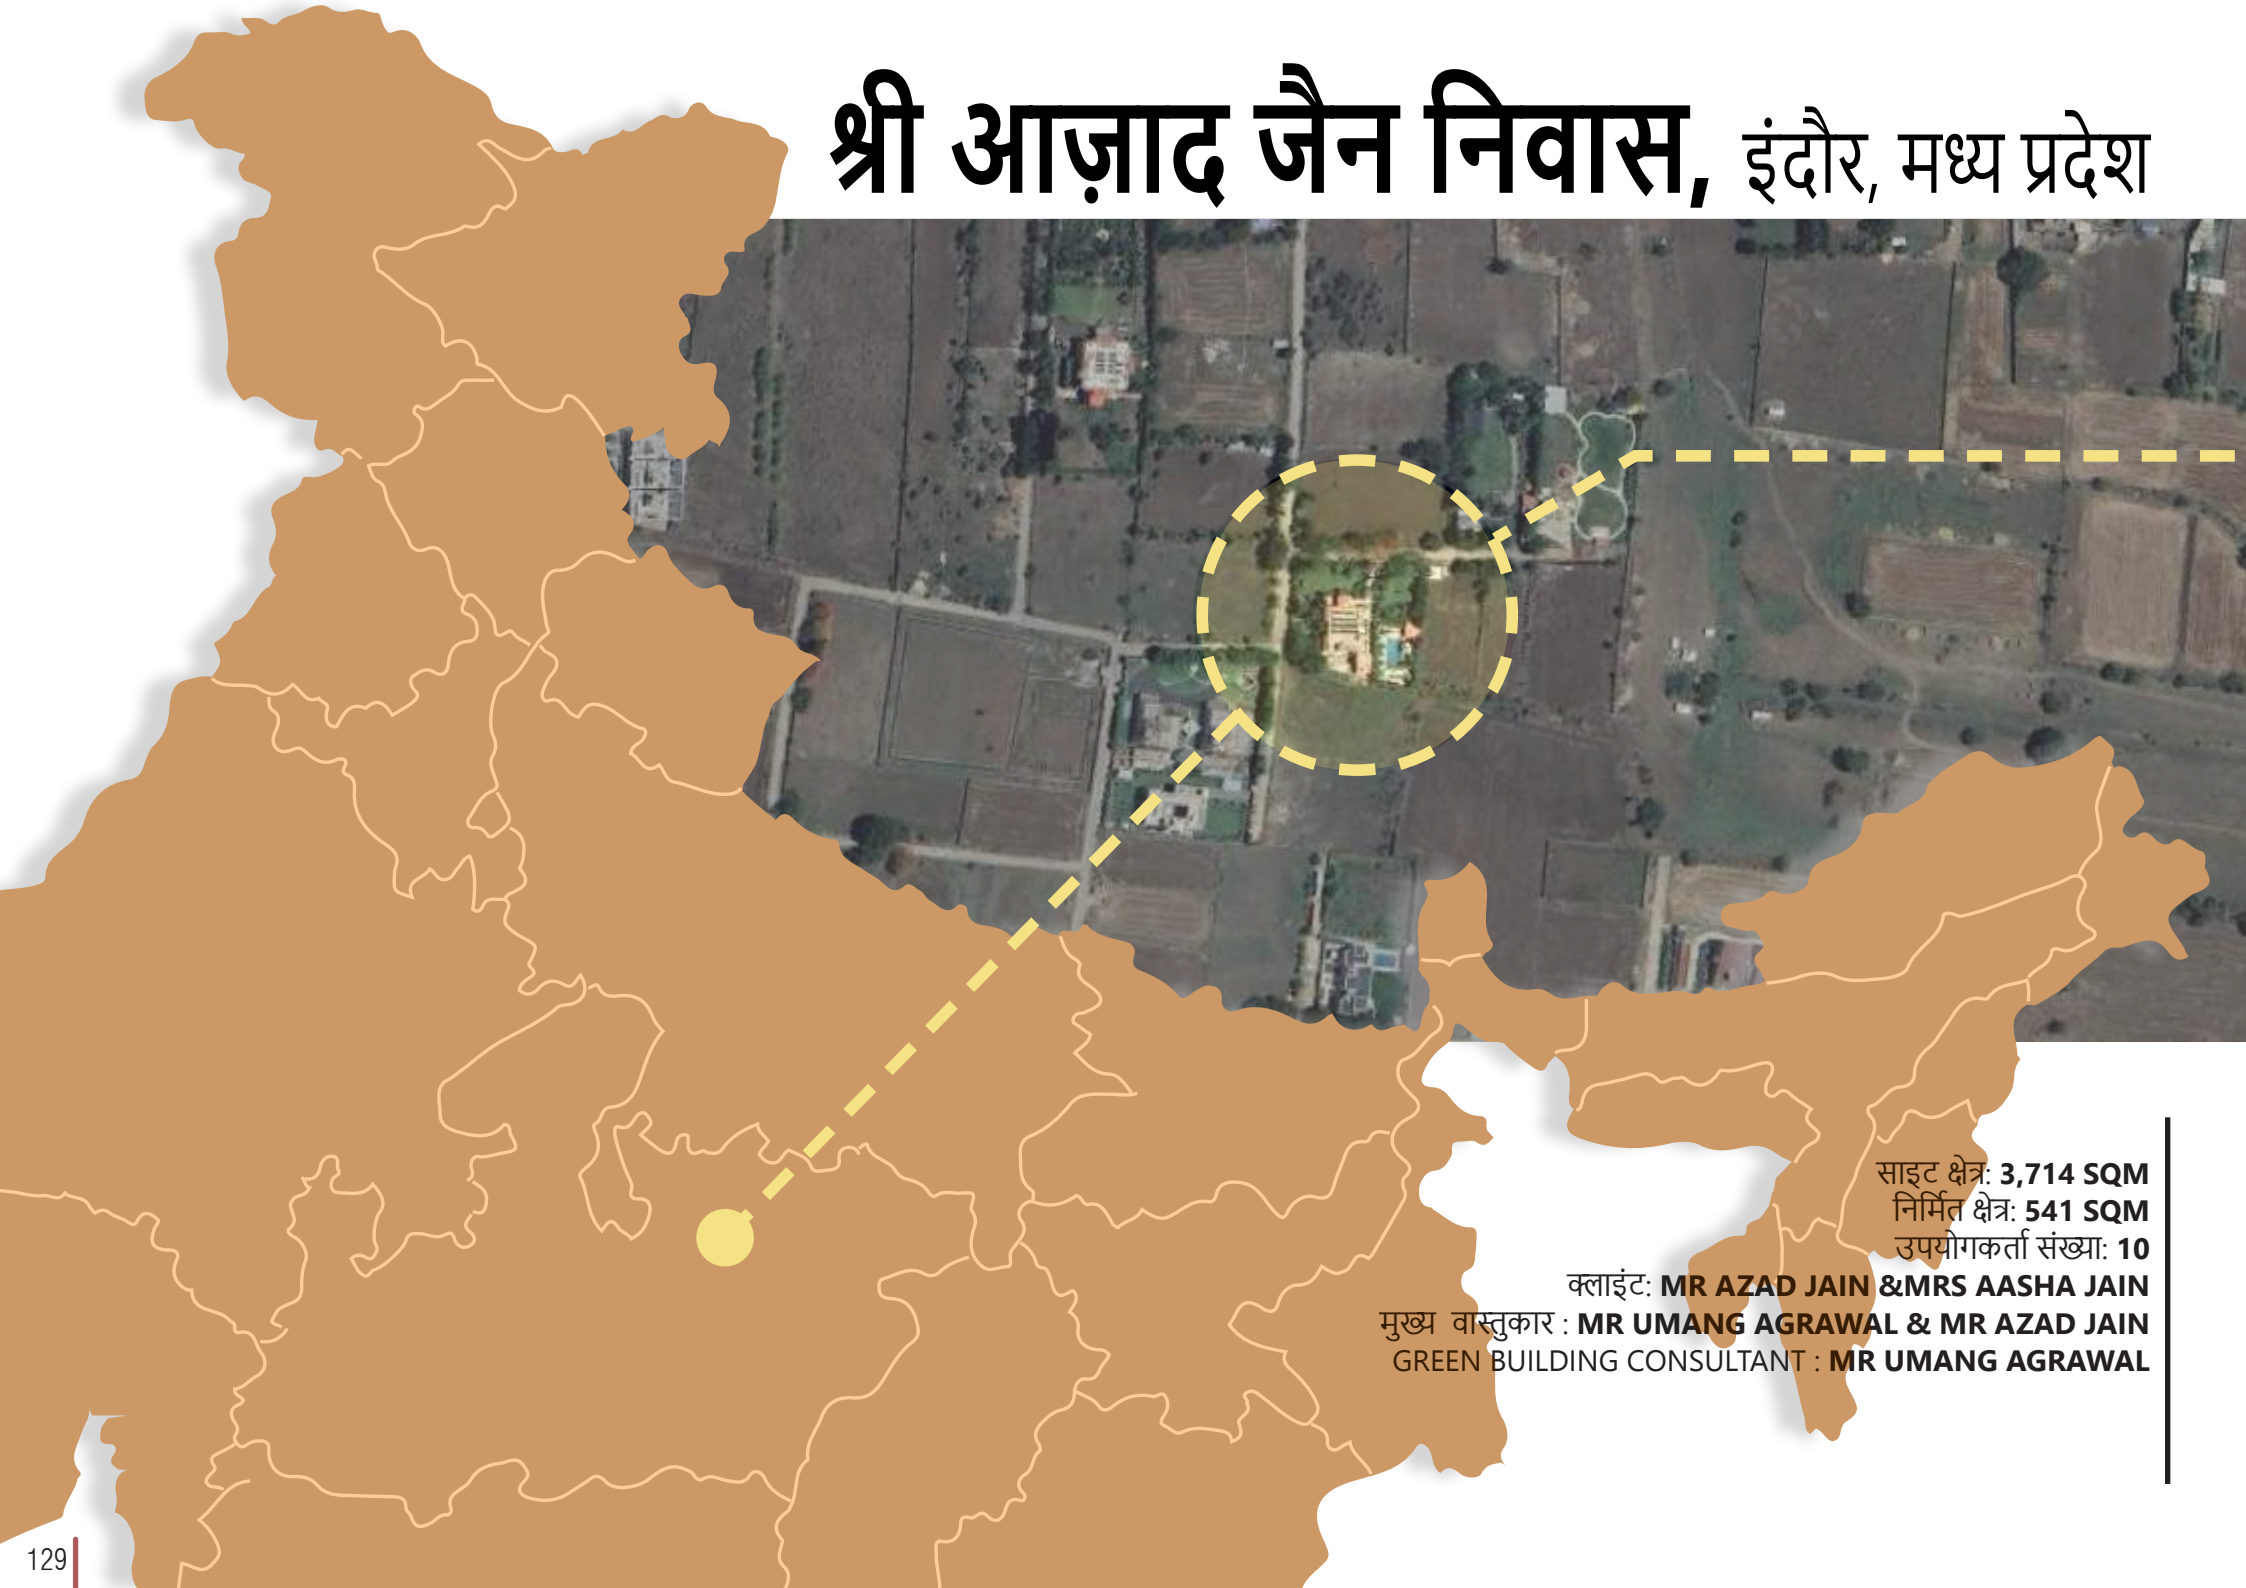 श्री आज़ाद जैन निवास, इंदौर, मध्य प्रदेश
साइट क्षेत्र: 3,714 SQM
निर्मित क्षेत्र: 541 SQM
उपयोगकर्ता संख्या: 10
क्लाइंट: MR AZAD JAIN &MRS AASHA JAIN
मुख्य वास्तुकार : MR UMANG AGRAWAL & MR AZAD JAIN
GREEN BUILDING CONSULTANT : MR UMANG AGRAWAL
129